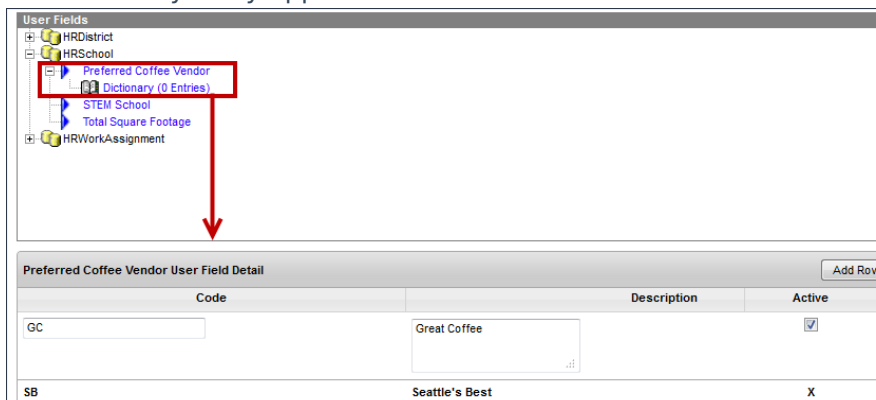 User Fields
HRDistrict
HRSchool
Preferred Coffee Vendor
Dictionary (0 Entries)
STEM School
Total Square Footage
HRWorkAssignment
Preferred Coffee Vendor User Field Detail Add Row
Code Description Active
GC Great Coffee
SB Seattle's Best X